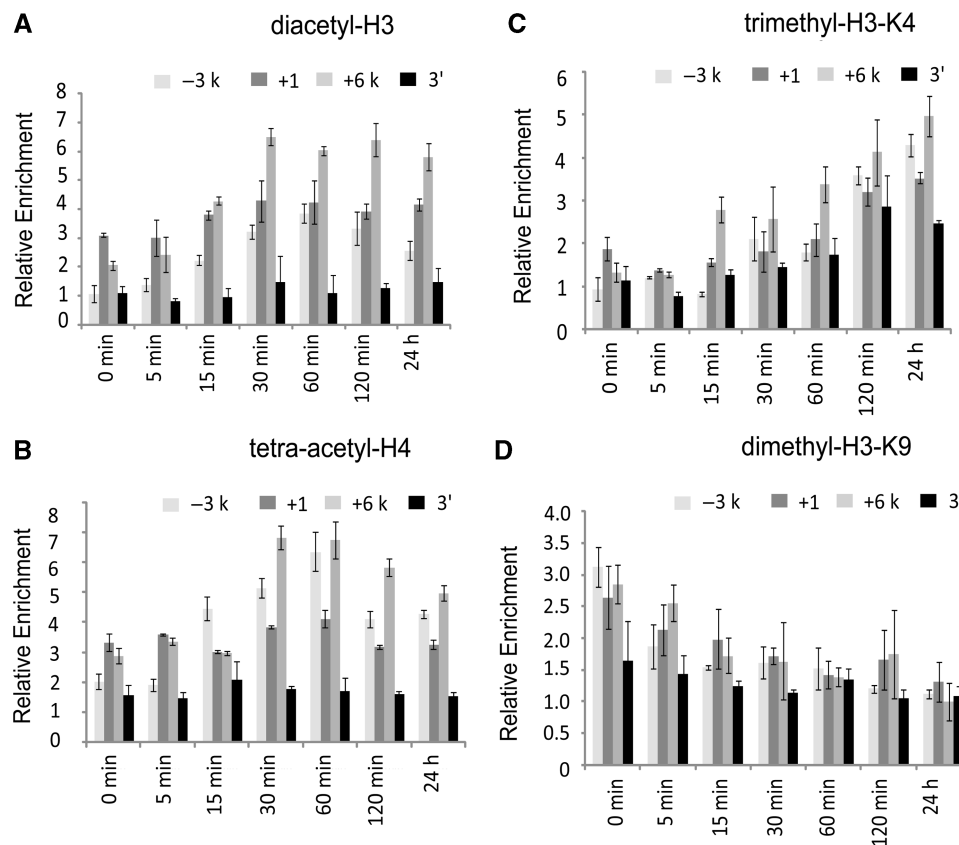 A diacetyl-H3
−3 k +1 +6 k 3'
Relative Enrichment
8
7
6
5
4
3
2
1
0
0 min 5 min 15 min 30 min 60 min 120 min 24 h
B tetra-acetyl-H4
−3 k +1 +6 k 3'
Relative Enrichment
8
7
6
5
4
3
2
1
0
0 min 5 min 15 min 30 min 60 min 120 min 24 h
C trimethyl-H3-K4
−3 k +1 +6 k 3'
Relative Enrichment
6
5
4
3
2
1
0
0 min 5 min 15 min 30 min 60 min 120 min 24 h
D dimethyl-H3-K9
−3 k +1 +6 k 3
Relative Enrichment
4.0
3.5
3.0
2.5
2.0
1.5
1.0
0.5
0
0 min 5 min 15 min 30 min 60 min 120 min 24 h